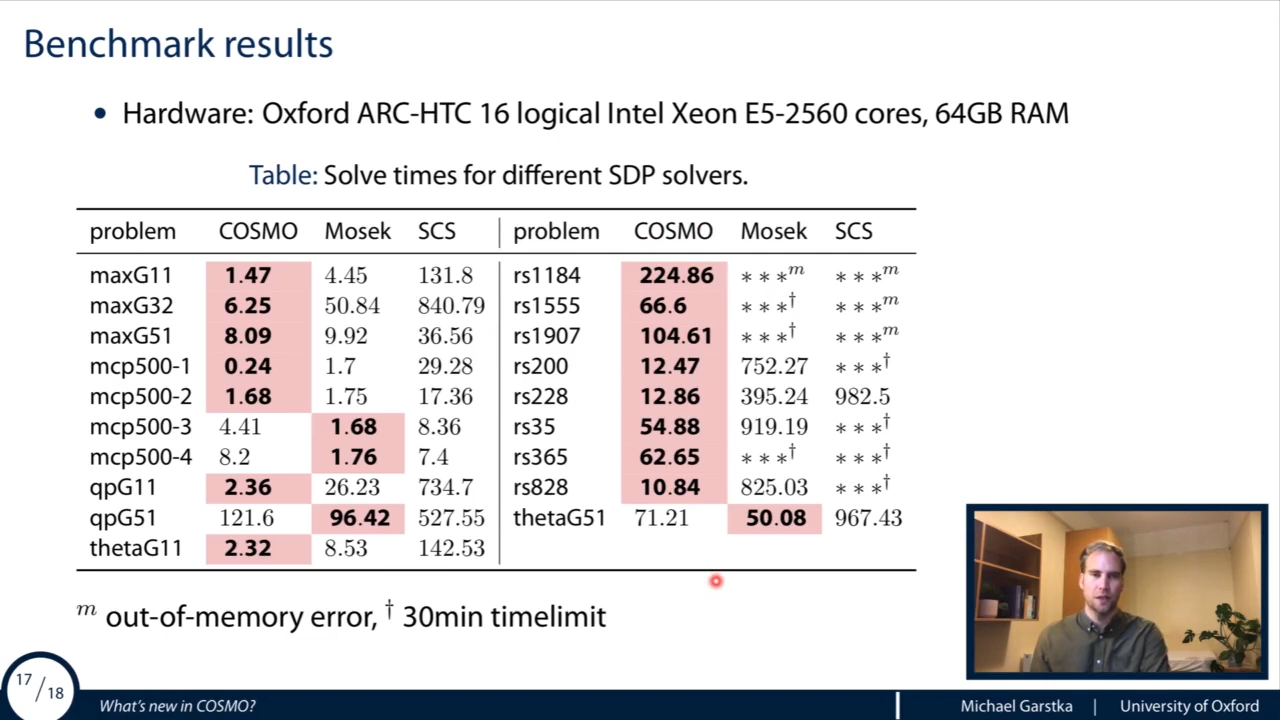 Benchmark results
• Hardware: Oxford ARC-HTC 16 logical Intel Xeon E5-2560 cores, 64GB RAM
Table: Solve times for different SDP solvers.
problem COSMO Mosek SCS problem COSMO Mosek SCS
maxG11 1.47 4.45 131.8 rs1184 224.86 ***ᵐ ***ᵐ
maxG32 6.25 50.84 840.79 rs1555 66.6 ***† ***ᵐ
maxG51 8.09 9.92 36.56 rs1907 104.61 ***† ***ᵐ
mcp500-1 0.24 1.7 29.28 rs200 12.47 752.27 ***†
mcp500-2 1.68 1.75 17.36 rs228 12.86 395.24 982.5
mcp500-3 4.41 1.68 8.36 rs35 54.88 919.19 ***†
mcp500-4 8.2 1.76 7.4 rs365 62.65 ***† ***†
qpG11 2.36 26.23 734.7 rs828 10.84 825.03 ***†
qpG51 121.6 96.42 527.55 thetaG51 71.21 50.08 967.43
thetaG11 2.32 8.53 142.53
ᵐ out-of-memory error, † 30min timelimit
17/18
What's new in COSMO?
Michael Garstka | University of Oxford